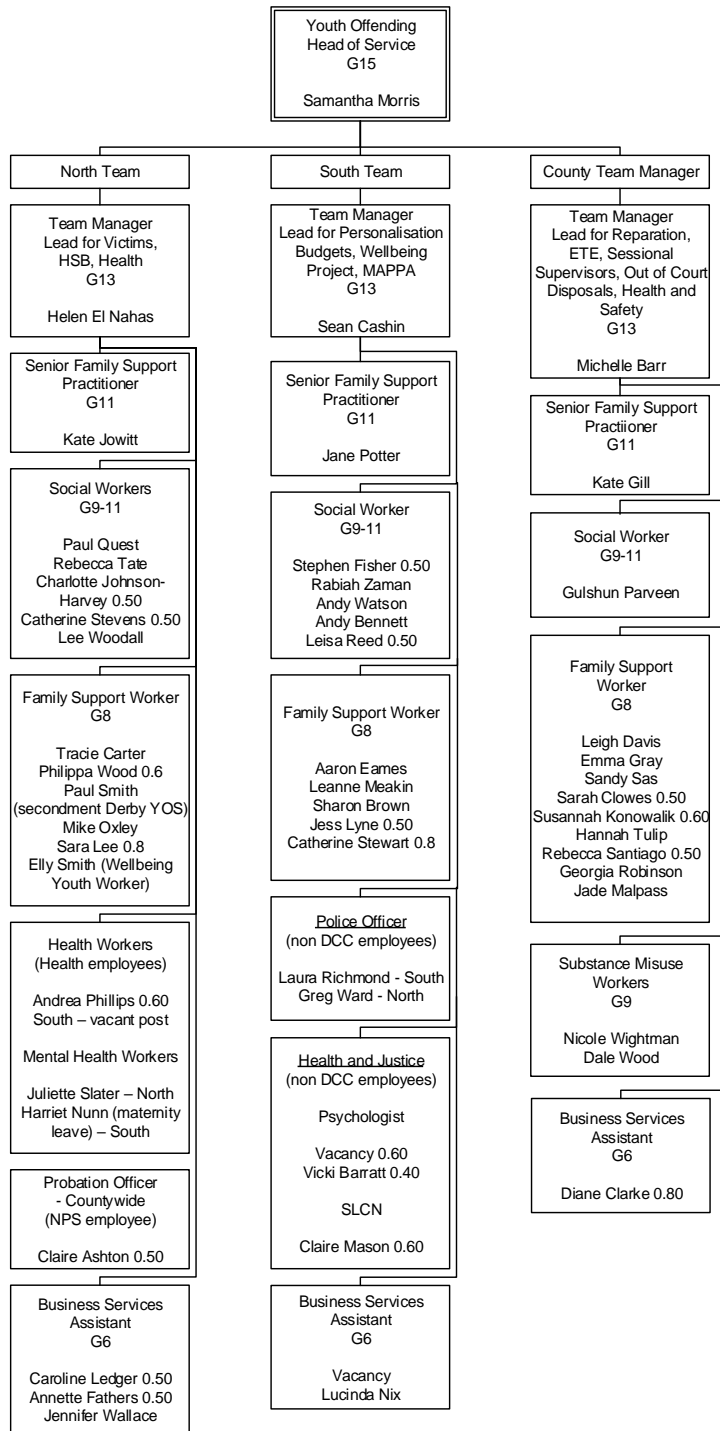 Youth Offending
Head of Service
G15
Samantha Morris
North Team
Team Manager
Lead for Victims,
HSB, Health
G13
Helen El Nahas
Senior Family Support
Practitioner
G11
Kate Jowitt
Social Workers
G9-11
Paul Quest
Rebecca Tate
Charlotte Johnson-
Harvey 0.50
Catherine Stevens 0.50
Lee Woodall
Family Support Worker
G8
Tracie Carter
Philippa Wood 0.6
Paul Smith
(secondment Derby YOS)
Mike Oxley
Sara Lee 0.8
Elly Smith (Wellbeing
Youth Worker)
Health Workers
(Health employees)
Andrea Phillips 0.60
South – vacant post
Mental Health Workers
Juliette Slater – North
Harriet Nunn (maternity
leave) – South
Probation Officer
- Countywide
(NPS employee)
Claire Ashton 0.50
Business Services
Assistant
G6
Caroline Ledger 0.50
Annette Fathers 0.50
Jennifer Wallace
South Team
Team Manager
Lead for Personalisation
Budgets, Wellbeing
Project, MAPPA
G13
Sean Cashin
Senior Family Support
Practitioner
G11
Jane Potter
Social Worker
G9-11
Stephen Fisher 0.50
Rabiah Zaman
Andy Watson
Andy Bennett
Leisa Reed 0.50
Family Support Worker
G8
Aaron Eames
Leanne Meakin
Sharon Brown
Jess Lyne 0.50
Catherine Stewart 0.8
Police Officer
(non DCC employees)
Laura Richmond - South
Greg Ward - North
Health and Justice
(non DCC employees)
Psychologist
Vacancy 0.60
Vicki Barratt 0.40
SLCN
Claire Mason 0.60
Business Services
Assistant
G6
Vacancy
Lucinda Nix
County Team Manager
Team Manager
Lead for Reparation,
ETE, Sessional
Supervisors, Out of Court
Disposals, Health and
Safety
G13
Michelle Barr
Senior Family Support
Practiioner
G11
Kate Gill
Social Worker
G9-11
Gulshun Parveen
Family Support
Worker
G8
Leigh Davis
Emma Gray
Sandy Sas
Sarah Clowes 0.50
Susannah Konowalik 0.60
Hannah Tulip
Rebecca Santiago 0.50
Georgia Robinson
Jade Malpass
Substance Misuse
Workers
G9
Nicole Wightman
Dale Wood
Business Services
Assistant
G6
Diane Clarke 0.80